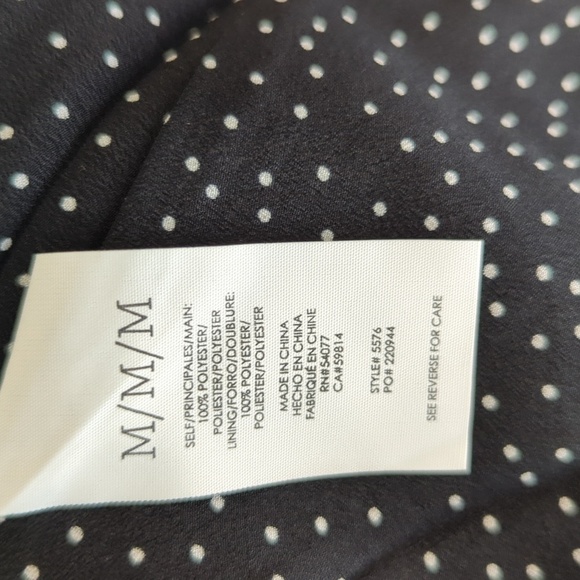 M/M/M
SELF/PRINCIPALES/MAIN:
100% POLYESTER/
POLIESTER/POLYESTER
LINING/FORRO/DOUBLURE:
100% POLYESTER/
POLIESTER/POLYESTER
MADE IN CHINA
HECHO EN CHINA
FABRIQUÉ EN CHINE
RN#54077
CA#59814
STYLE# 5576
PO# 220944
SEE REVERSE FOR CARE